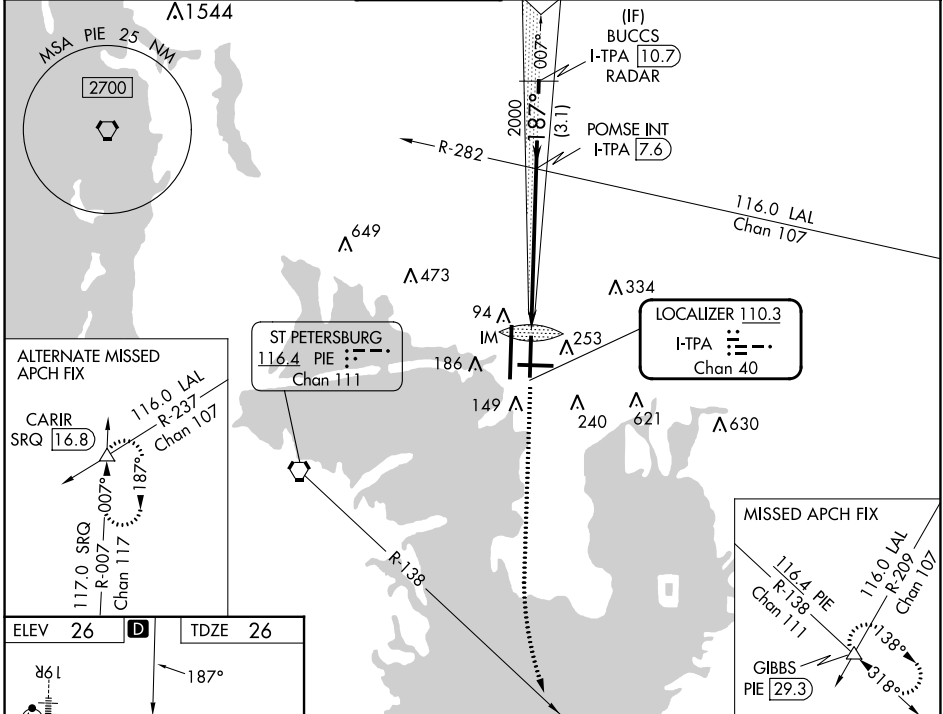 1544
MSA PIE 25 NM
2700
(IF)
BUCCS
I-TPA 10.7
RADAR
007°
2000
187°
(3.1)
POMSE INT
I-TPA 7.6
R-282
116.0 LAL
Chan 107
649
473
334
94
IM
253
186
149
240
621
630
LOCALIZER 110.3
I-TPA
Chan 40
ST PETERSBURG
116.4 PIE
Chan 111
R-138
ALTERNATE MISSED
APCH FIX
CARIR
SRQ 16.8
116.0 LAL
R-237
Chan 107
007°
187°
117.0 SRQ
R-007
Chan 117
MISSED APCH FIX
116.4 PIE
R-138
Chan 111
116.0 LAL
R-209
Chan 107
138°
318°
GIBBS
PIE 29.3
ELEV 26
D
TDZE 26
187°
19R